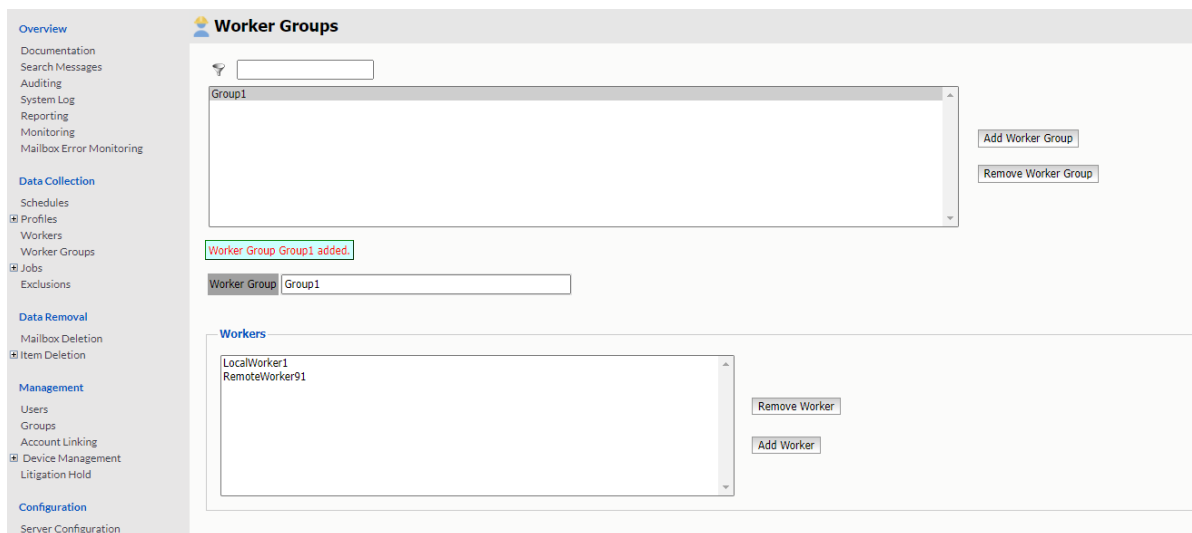 Overview
Documentation
Search Messages
Auditing
System Log
Reporting
Monitoring
Mailbox Error Monitoring
Data Collection
Schedules
Profiles
Workers
Worker Groups
Jobs
Exclusions
Data Removal
Mailbox Deletion
Item Deletion
Management
Users
Groups
Account Linking
Device Management
Litigation Hold
Configuration
Server Configuration
Worker Groups
Group1
Add Worker Group
Remove Worker Group
Worker Group Group1 added.
Worker Group Group1
Workers
LocalWorker1
RemoteWorker91
Remove Worker
Add Worker